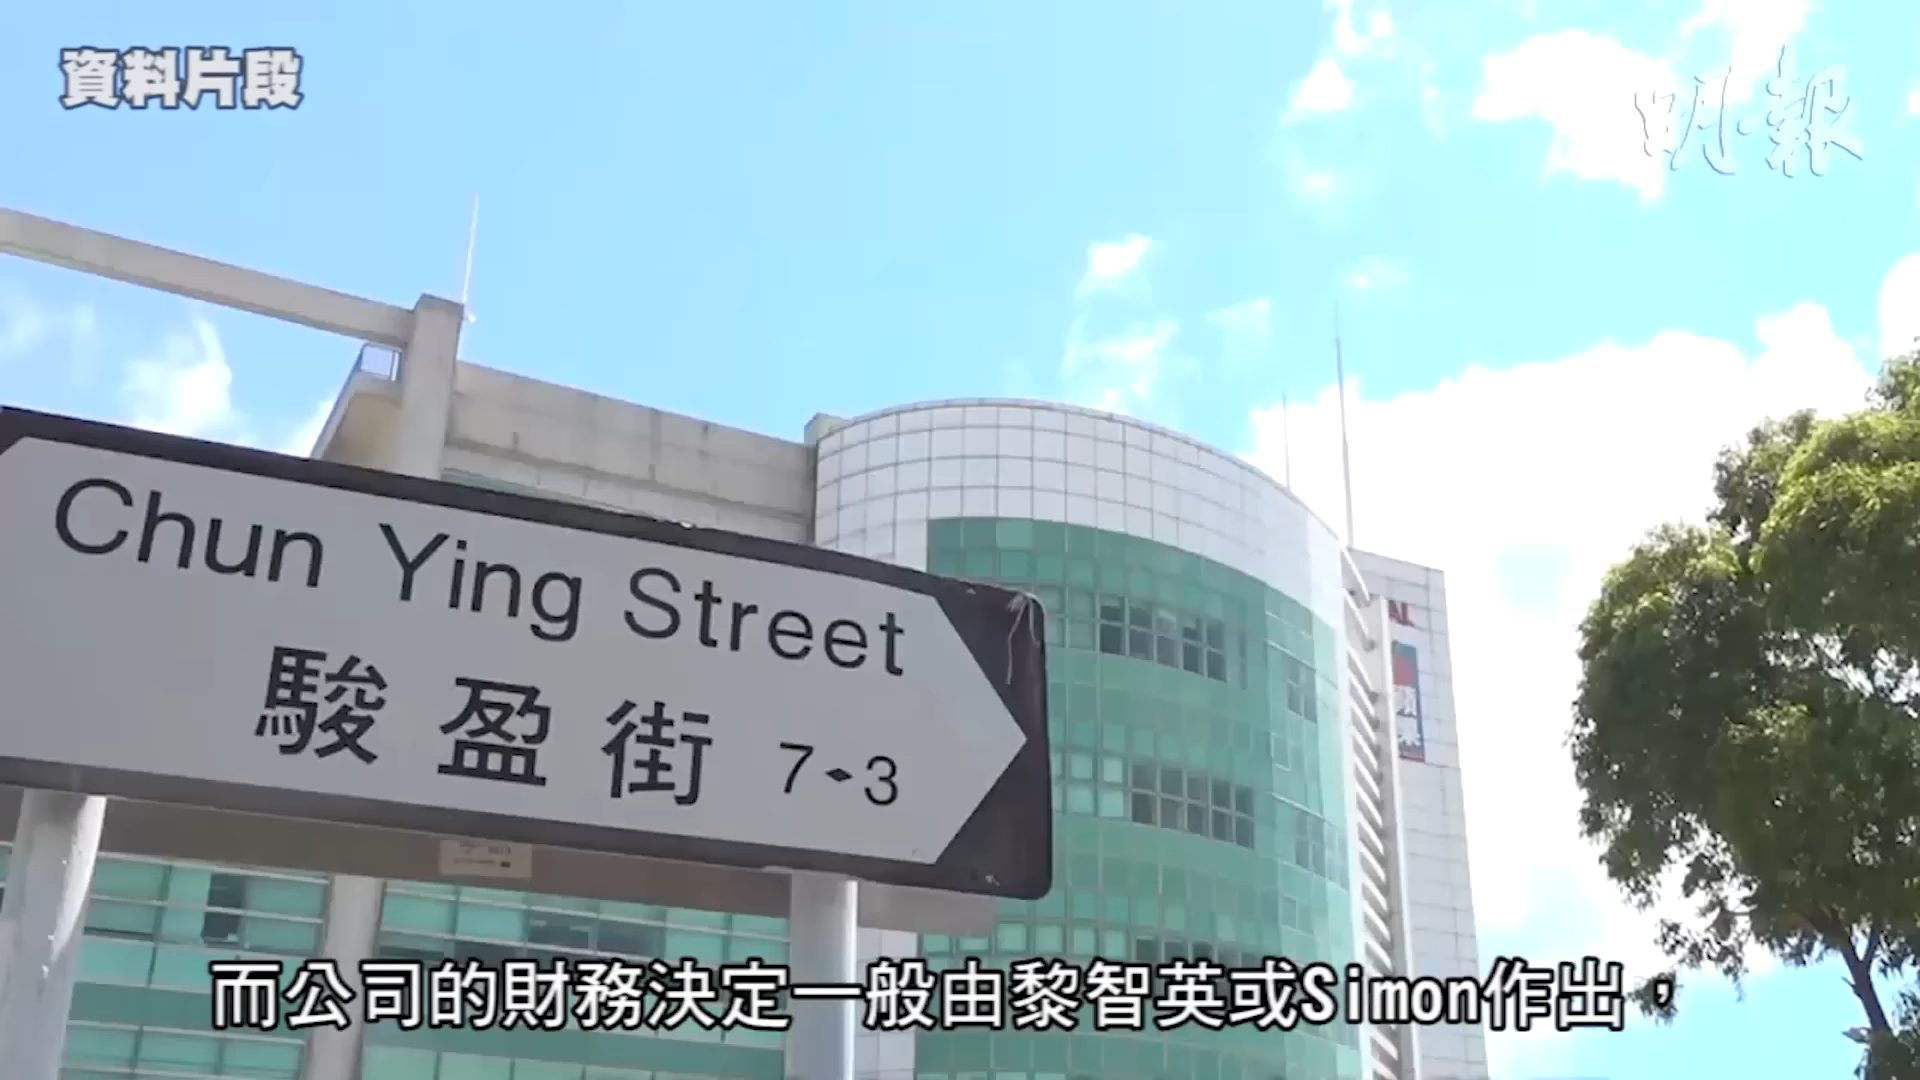 資料片段
明報
Chun Ying Street
駿盈街 7-3
而公司的財務決定一般由黎智英或Simon作出，